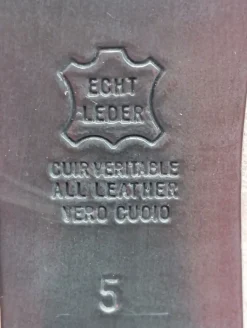 ECHT
LEDER
CUIR VERITABLE
ALL LEATHER
VERO CUOIO
5